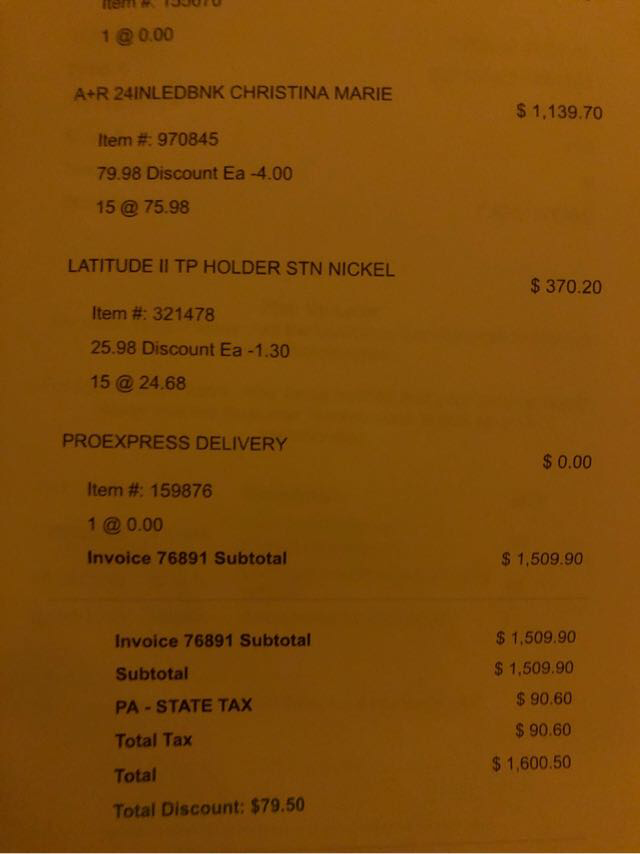 Item #: 155670
1 @ 0.00
A+R 24INLEDBNK CHRISTINA MARIE
$ 1,139.70
Item #: 970845
79.98 Discount Ea -4.00
15 @ 75.98
LATITUDE II TP HOLDER STN NICKEL
$ 370.20
Item #: 321478
25.98 Discount Ea -1.30
15 @ 24.68
PROEXPRESS DELIVERY
$ 0.00
Item #: 159876
1 @ 0.00
Invoice 76891 Subtotal $ 1,509.90
Invoice 76891 Subtotal $ 1,509.90
Subtotal $ 1,509.90
PA - STATE TAX $ 90.60
Total Tax $ 90.60
Total $ 1,600.50
Total Discount: $79.50